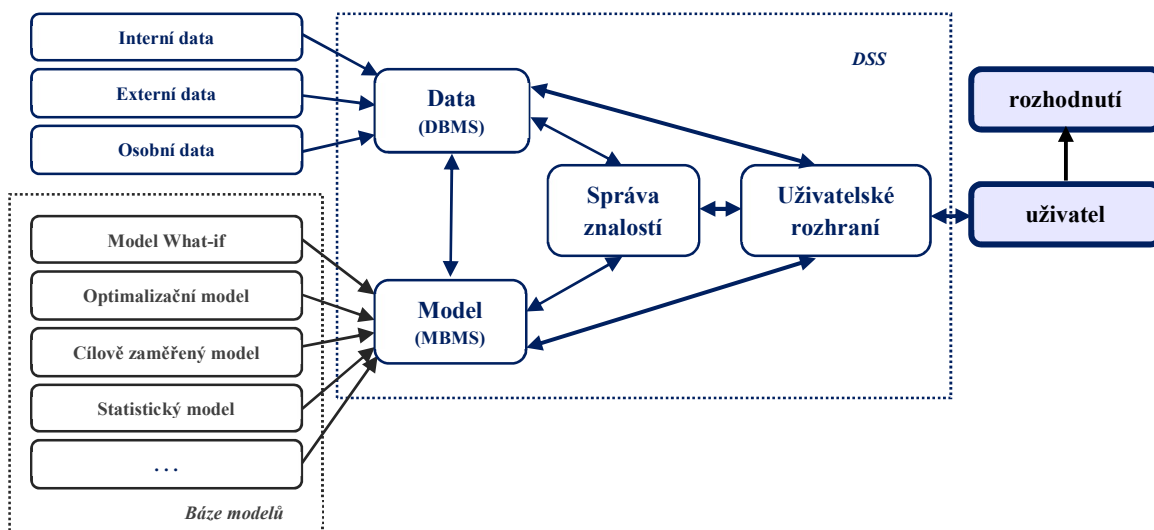 Interní data
Externí data
Osobní data
DSS
Data
(DBMS)
Správa
znalostí
Uživatelské
rozhraní
Model
(MBMS)
rozhodnutí
uživatel
Model What-if
Optimalizační model
Cílově zaměřený model
Statistický model
. . .
Báze modelů